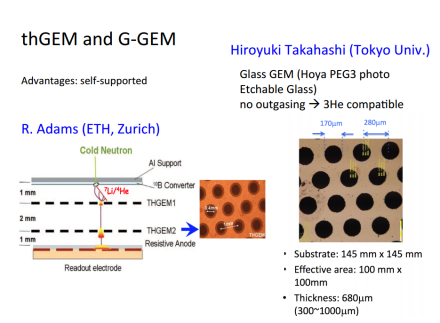 thGEM and G-GEM
Hiroyuki Takahashi (Tokyo Univ.)
Advantages: self-supported
Glass GEM (Hoya PEG3 photo
Etchable Glass)
no outgasing → 3He compatible
R. Adams (ETH, Zurich)
170μm
280μm
Cold Neutron
Al Support
⁷Li/⁴He
¹⁰B Converter
1 mm
THGEM1
2 mm
THGEM2
1 mm
Resistive Anode
Readout electrode
0.4mm
THGEM
• Substrate: 145 mm x 145 mm
• Effective area: 100 mm x
100mm
• Thickness: 680μm
(300~1000μm)